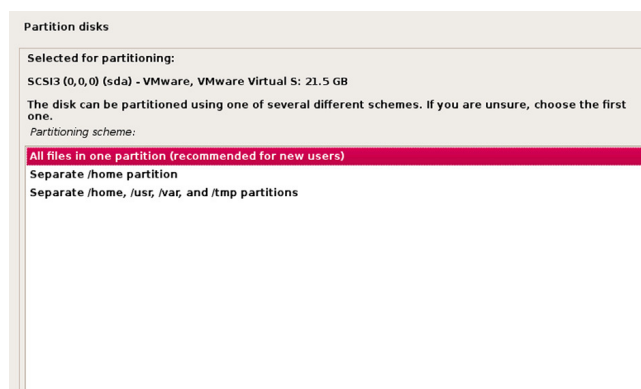 Partition disks
Selected for partitioning:
SCSI3 (0,0,0) (sda) - VMware, VMware Virtual S: 21.5 GB
The disk can be partitioned using one of several different schemes. If you are unsure, choose the first
one.
Partitioning scheme:
All files in one partition (recommended for new users)
Separate /home partition
Separate /home, /usr, /var, and /tmp partitions